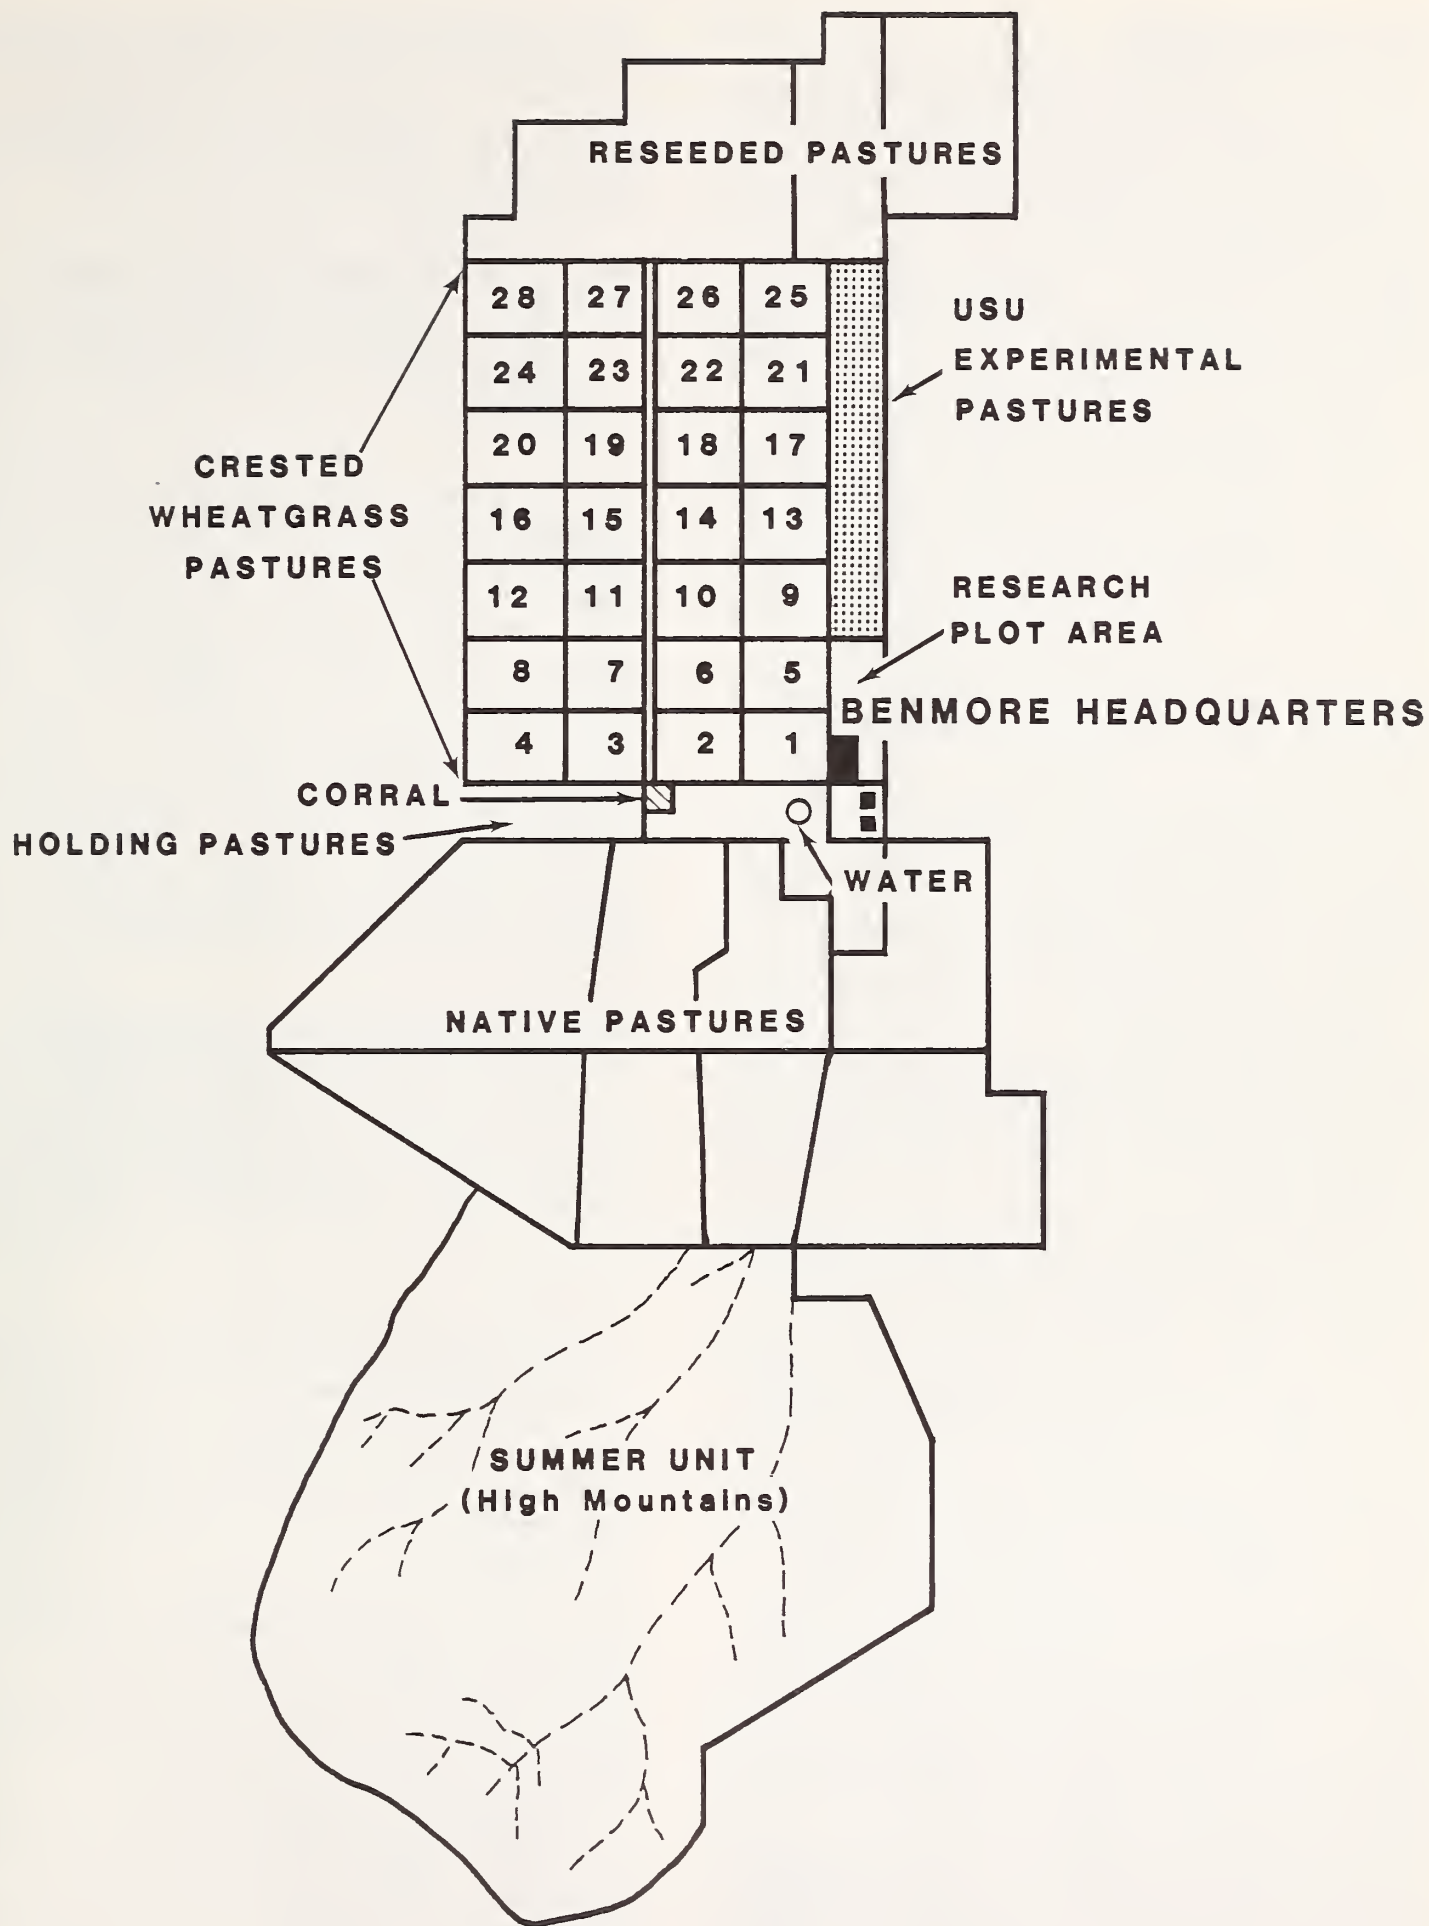 RESEEDED PASTURES
28 27 26 25
USU
EXPERIMENTAL
PASTURES
24 23 22 21
20 19 18 17
CRESTED
WHEATGRASS
PASTURES
16 15 14 13
12 11 10 9
RESEARCH
PLOT AREA
8 7 6 5
BENMORE HEADQUARTERS
4 3 2 1
CORRAL
HOLDING PASTURES
WATER
NATIVE PASTURES
SUMMER UNIT
(High Mountains)